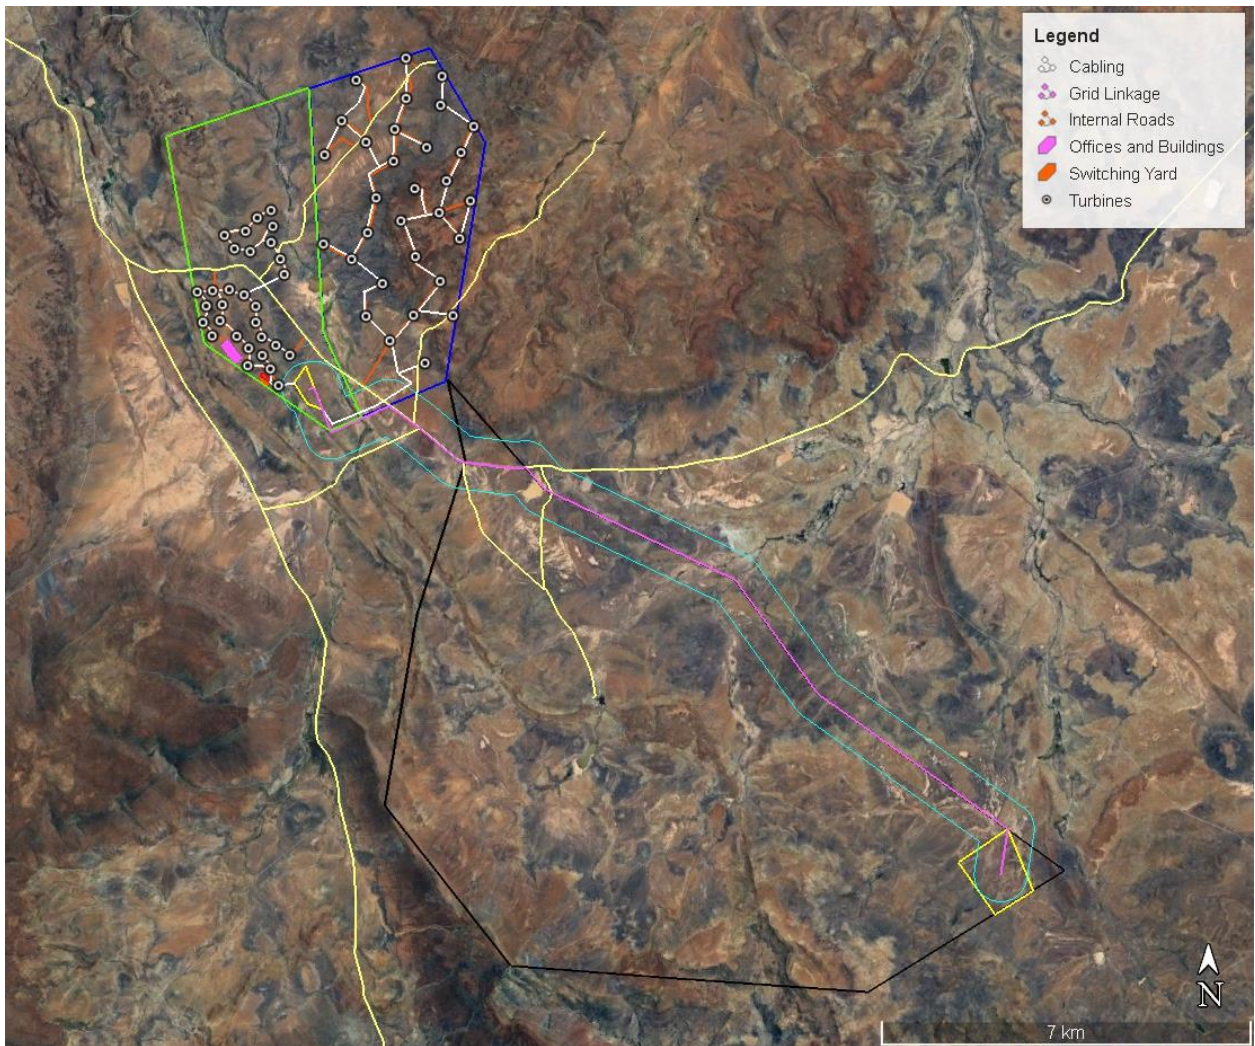 Legend
Cabling
Grid Linkage
Internal Roads
Offices and Buildings
Switching Yard
Turbines
N
7 km